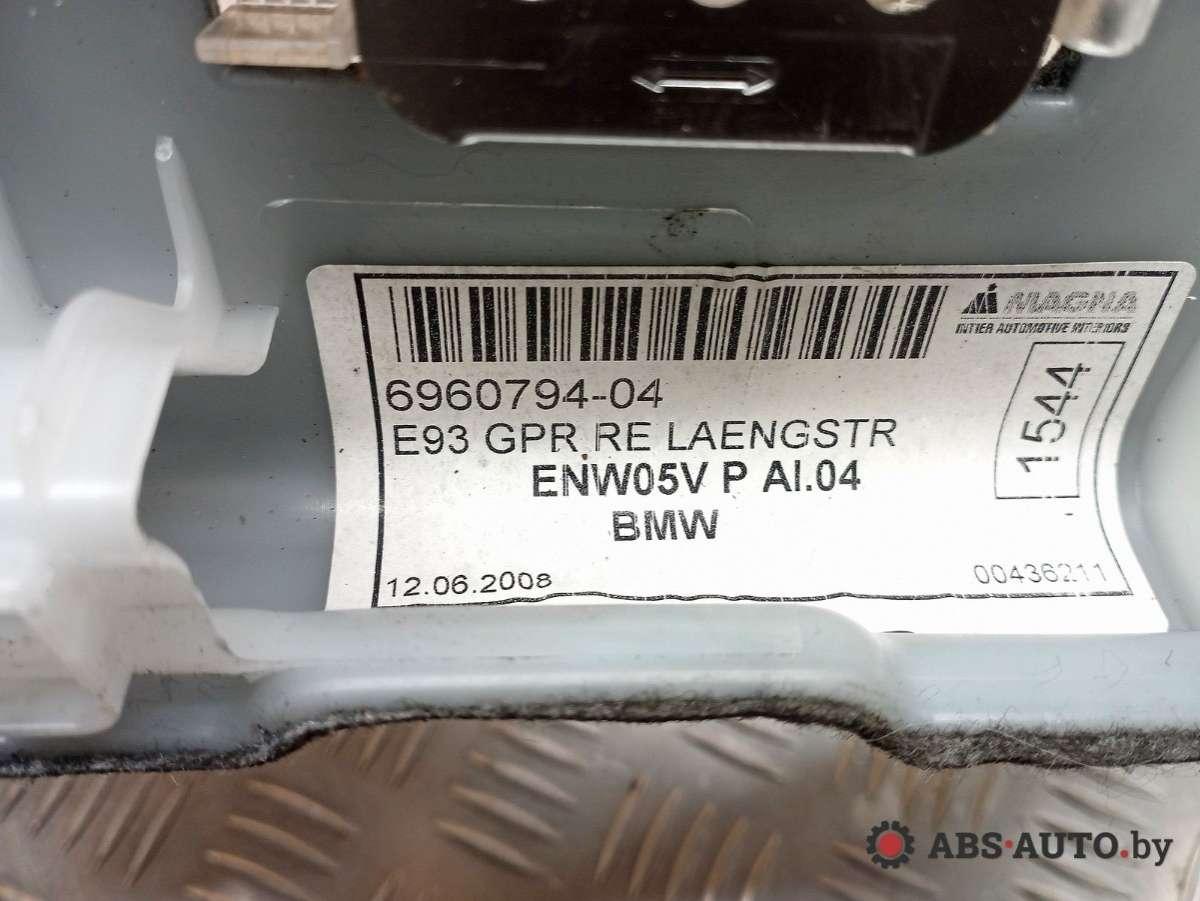 MAGNA
INTIER AUTOMOTIVE INTERIORS
6960794-04
1544
E93 GPR RE LAENGSTR
ENW05V P AI.04
BMW
12.06.2008
00436211
ABS-AUTO.by